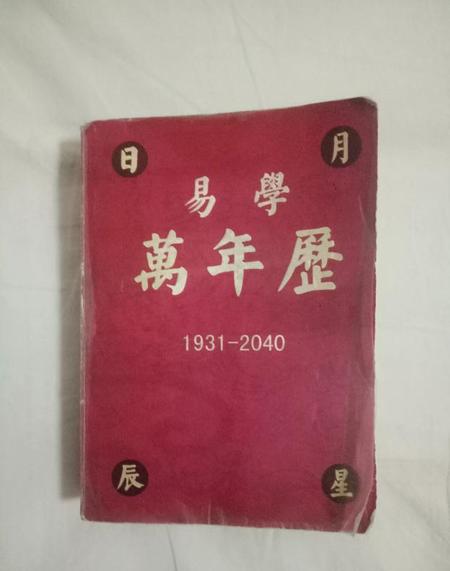 日 月
易 學
萬年歷
1931-2040
辰 星